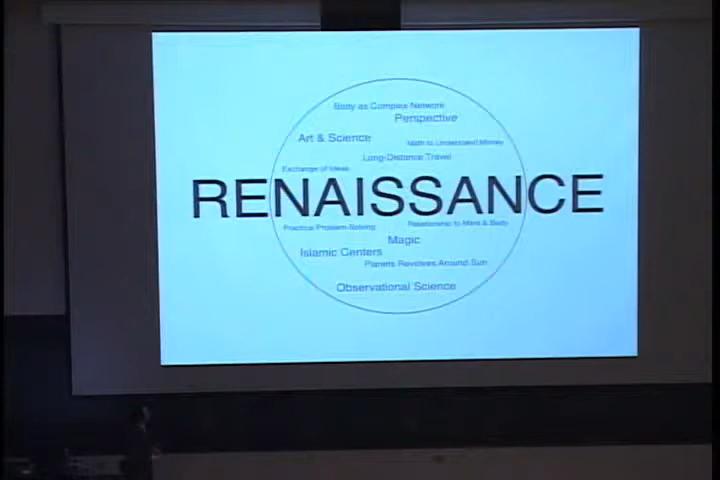 Body as Complex Network
Perspective
Art & Science
Math to Understand Money
Long-Distance Travel
Exchange of Ideas
RENAISSANCE
Practical Problem-Solving
Relationship to Mind & Body
Magic
Islamic Centers
Planets Revolves Around Sun
Observational Science